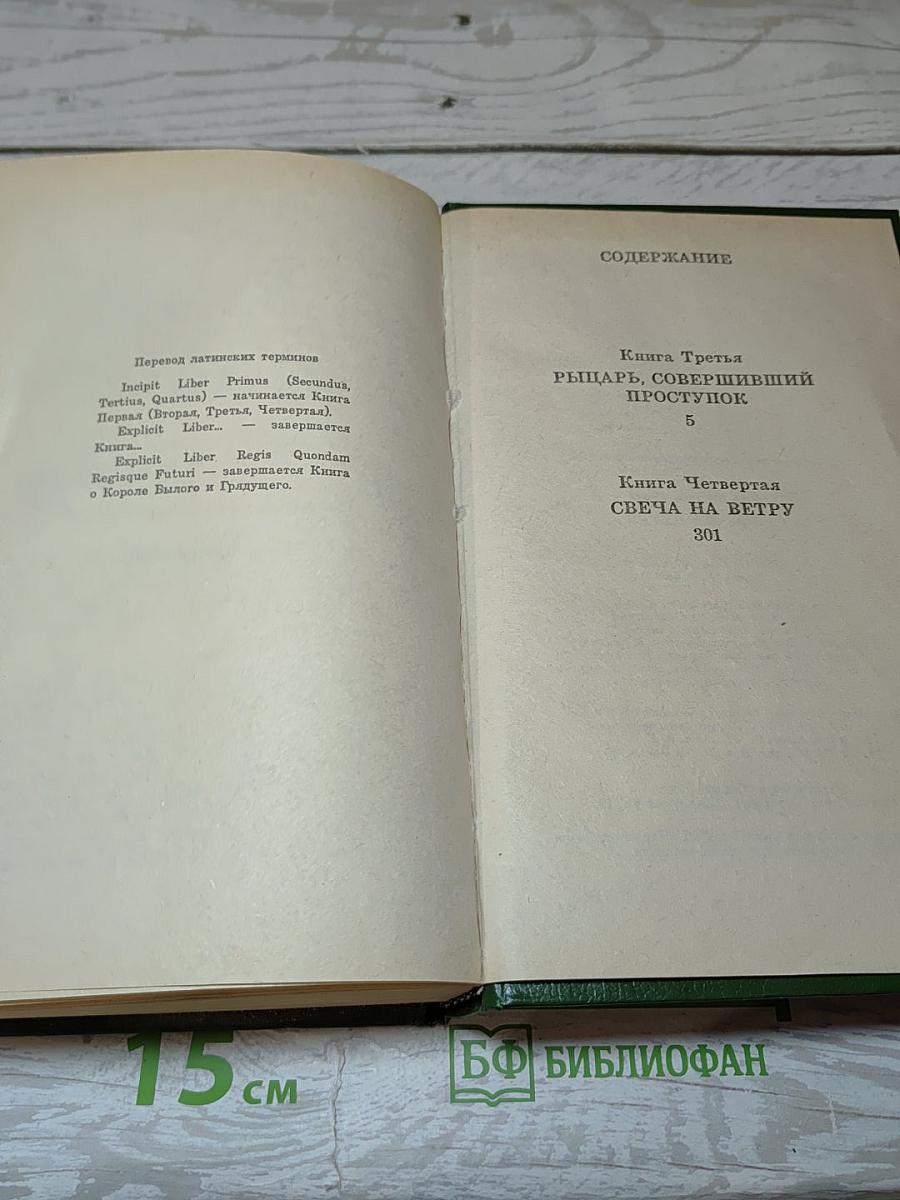 Перевод латинских терминов
Incipit Liber Primus (Secundus,
Tertius, Quartus) — начинается Книга
Первая (Вторая, Третья, Четвертая).
Explicit Liber... — завершается
Книга...
Explicit Liber Regis Quondam
Regisque Futuri — завершается Книга
о Короле Былого и Грядущего.
СОДЕРЖАНИЕ
Книга Третья
РЫЦАРЬ, СОВЕРШИВШИЙ
ПРОСТУПОК
5
Книга Четвертая
СВЕЧА НА ВЕТРУ
301
15 см
БФ БИБЛИОФАН